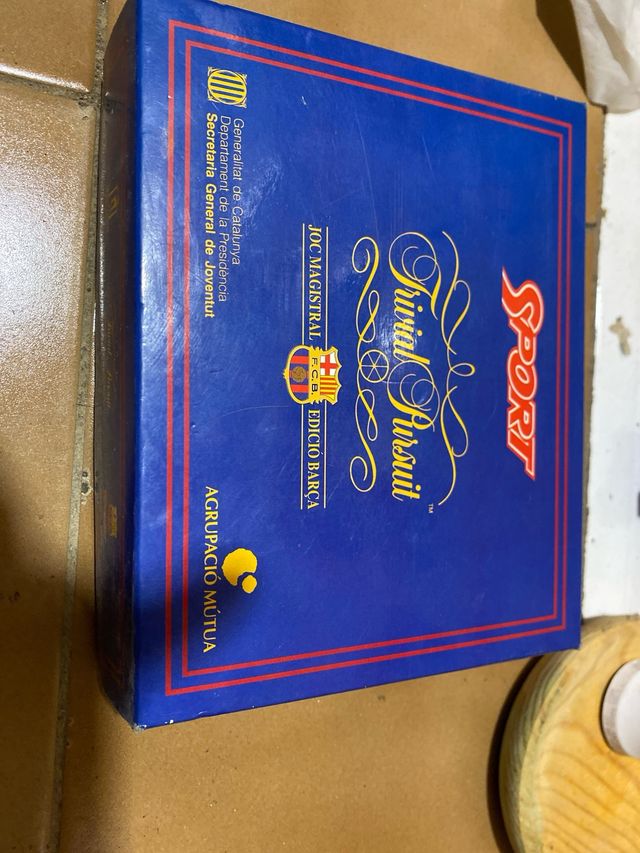 SPORT
Trivial Pursuit
TM
JOC MAGISTRAL
F.C.B.
EDICIÓ BARÇA
Generalitat de Catalunya
Departament de la Presidència
Secretaria General de Joventut
AGRUPACIÓ MÚTUA